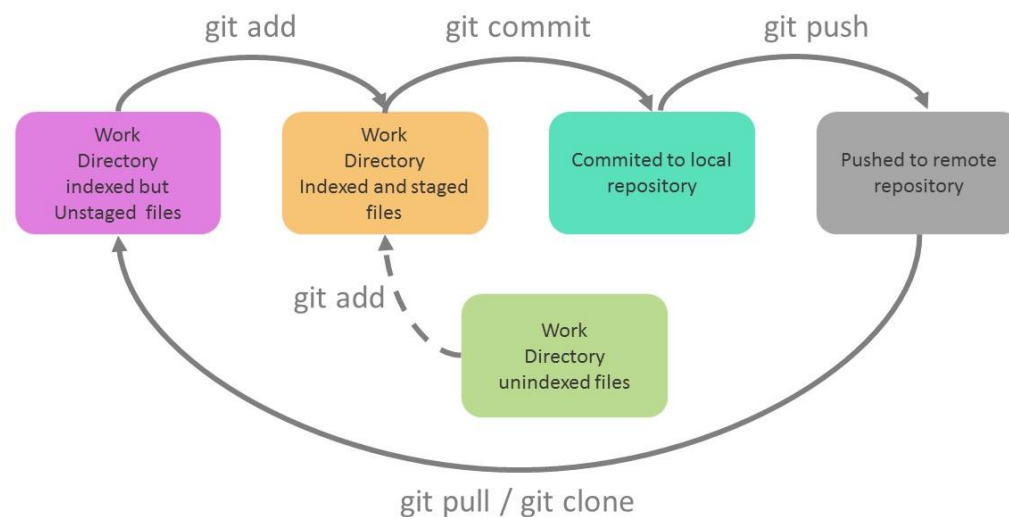 git add
git commit
git push
Work
Directory
indexed but
Unstaged files
Work
Directory
Indexed and staged
files
Commited to local
repository
Pushed to remote
repository
git add
Work
Directory
unindexed files
git pull / git clone